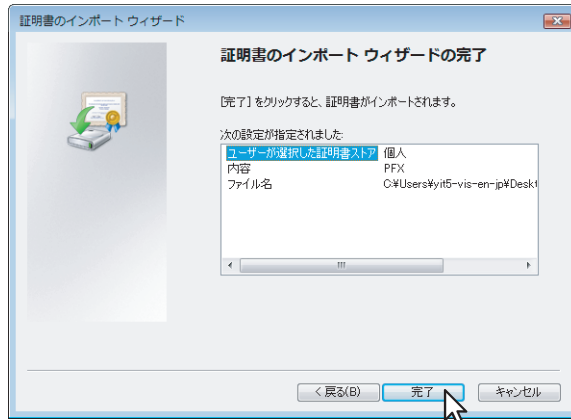 証明書のインポート ウィザード
証明書のインポート ウィザードの完了
[完了] をクリックすると、証明書がインポートされます。
次の設定が指定されました:
ユーザーが選択した証明書ストア 個人
内容 PFX
ファイル名 C:¥Users¥yit5-vis-en-jp¥Deskt
< 戻る(B) 完了 キャンセル